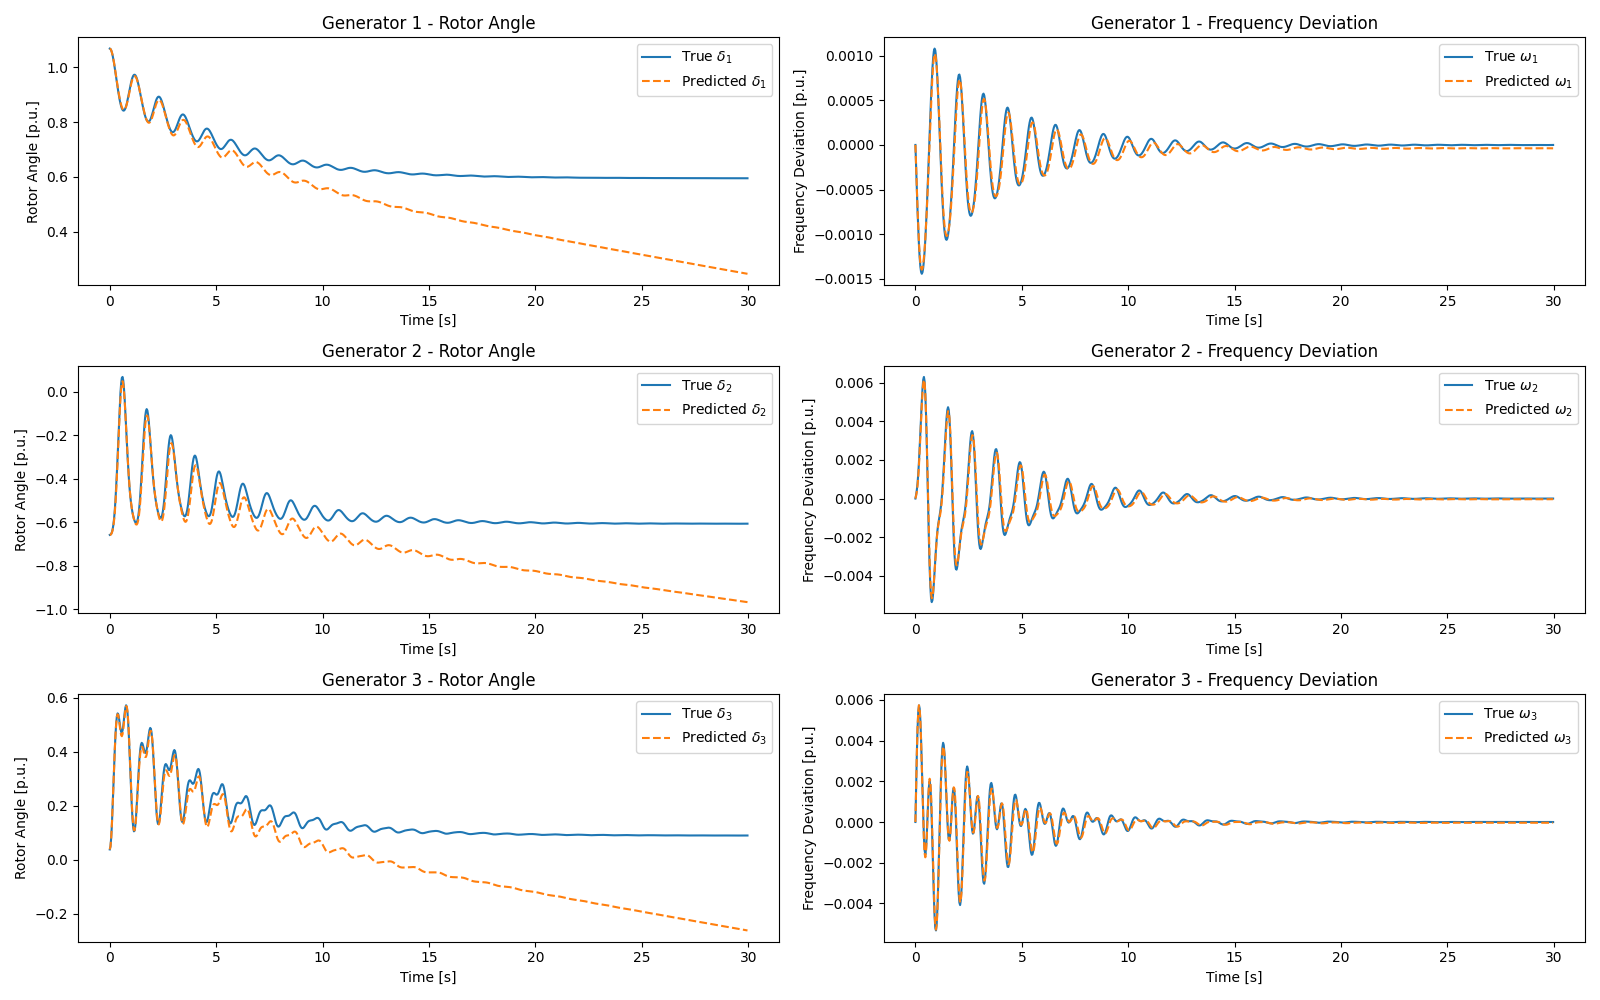 Generator 1 - Rotor Angle
Rotor Angle [p.u.]
1.0
0.8
0.6
0.4
True δ₁
Predicted δ₁
0 5 10 15 20 25 30
Time [s]
Generator 1 - Frequency Deviation
Frequency Deviation [p.u.]
0.0010
0.0005
0.0000
−0.0005
−0.0010
−0.0015
True ω₁
Predicted ω₁
0 5 10 15 20 25 30
Time [s]
Generator 2 - Rotor Angle
Rotor Angle [p.u.]
0.0
−0.2
−0.4
−0.6
−0.8
−1.0
True δ₂
Predicted δ₂
0 5 10 15 20 25 30
Time [s]
Generator 2 - Frequency Deviation
Frequency Deviation [p.u.]
0.006
0.004
0.002
0.000
−0.002
−0.004
True ω₂
Predicted ω₂
0 5 10 15 20 25 30
Time [s]
Generator 3 - Rotor Angle
Rotor Angle [p.u.]
0.6
0.4
0.2
0.0
−0.2
True δ₃
Predicted δ₃
0 5 10 15 20 25 30
Time [s]
Generator 3 - Frequency Deviation
Frequency Deviation [p.u.]
0.006
0.004
0.002
0.000
−0.002
−0.004
True ω₃
Predicted ω₃
0 5 10 15 20 25 30
Time [s]